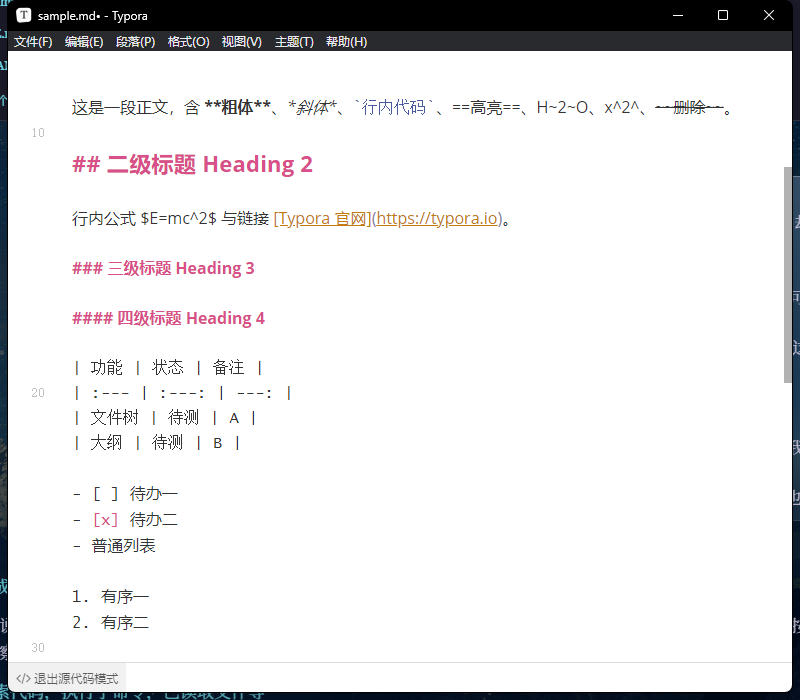 sample.md• - Typora
文件(F) 编辑(E) 段落(P) 格式(O) 视图(V) 主题(T) 帮助(H)
这是一段正文，含 **粗体**、*斜体*、`行内代码`、==高亮==、H~2~O、x^2^、~~删除~~。
10
## 二级标题 Heading 2
行内公式 $E=mc^2$ 与链接 [Typora 官网](https://typora.io)。
### 三级标题 Heading 3
#### 四级标题 Heading 4
| 功能 | 状态 | 备注 |
20 | :--- | :---: | ---: |
| 文件树 | 待测 | A |
| 大纲 | 待测 | B |
- [ ] 待办一
- [x] 待办二
- 普通列表
1. 有序一
2. 有序二
30
</> 退出源代码模式